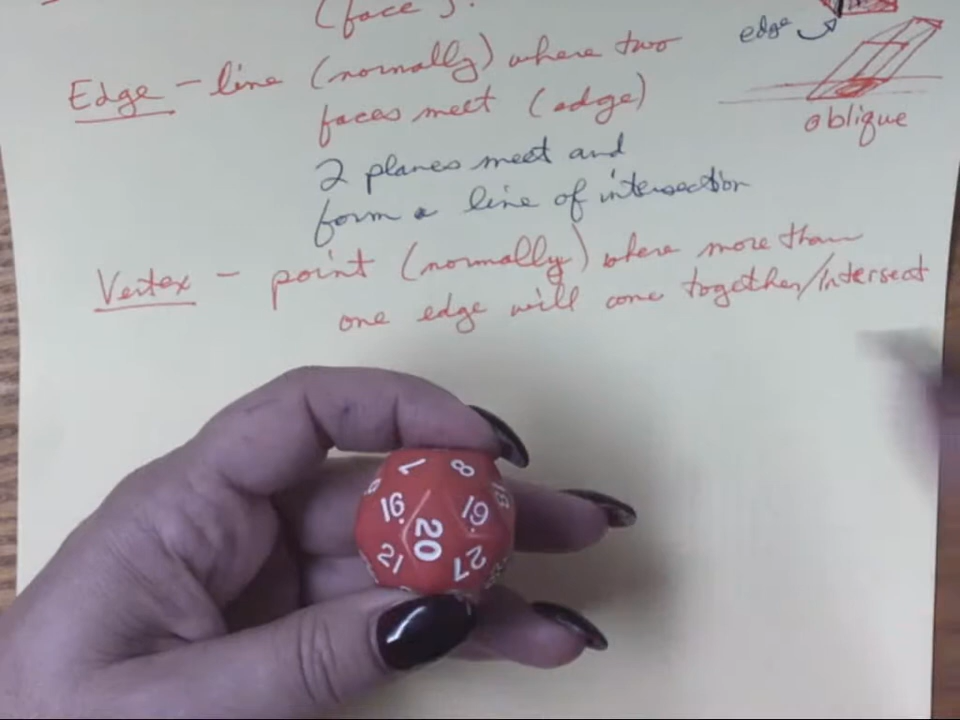 (face).
edge
Edge - line (normally) where two
faces meet (edge)
oblique
2 planes meet and
form a line of intersection
Vertex - point (normally) where more than
one edge will come together/intersect
7 8
16 19
20
21 27